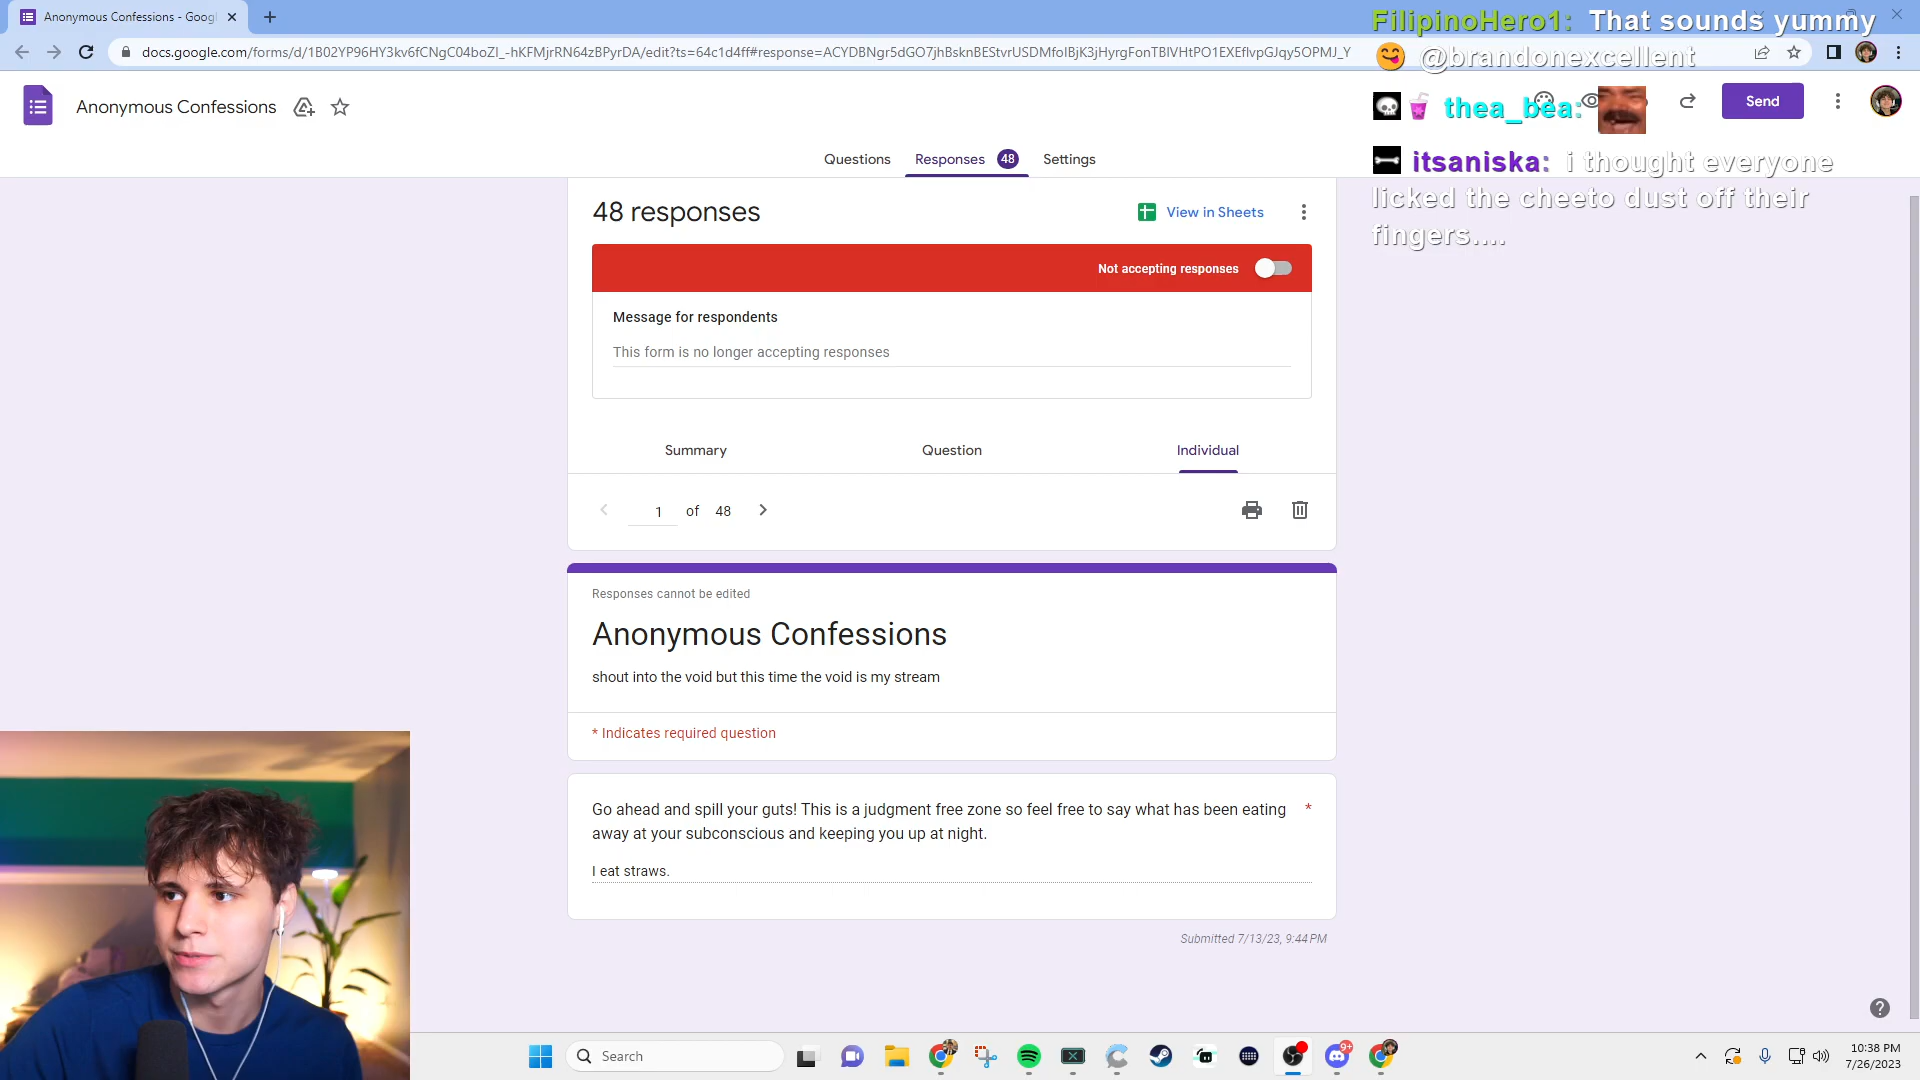 Anonymous Confessions - Googl
docs.google.com/forms/d/1B02YP96HY3kv6fCNgC04boZI_-hKFMjrRN64zBPyrDA/edit?ts=64c1d4ff#response=ACYDBNgr5dGO7jhBsknBEStvrUSDMfoIBjK3jHyrgFonTBlVHtPO1EXEflvpGJqy5OPMJ_Y
FilipinoHero1: That sounds yummy
@brandonexcellent
Anonymous Confessions
thea_bea:
Send
Questions
Responses 48
Settings
itsaniska: i thought everyone
licked the cheeto dust off their
fingers....
48 responses
View in Sheets
Not accepting responses
Message for respondents
This form is no longer accepting responses
Summary
Question
Individual
1 of 48
Responses cannot be edited
Anonymous Confessions
shout into the void but this time the void is my stream
* Indicates required question
Go ahead and spill your guts! This is a judgment free zone so feel free to say what has been eating *
away at your subconscious and keeping you up at night.
I eat straws.
Submitted 7/13/23, 9:44 PM
Search
9+
10:38 PM
7/26/2023